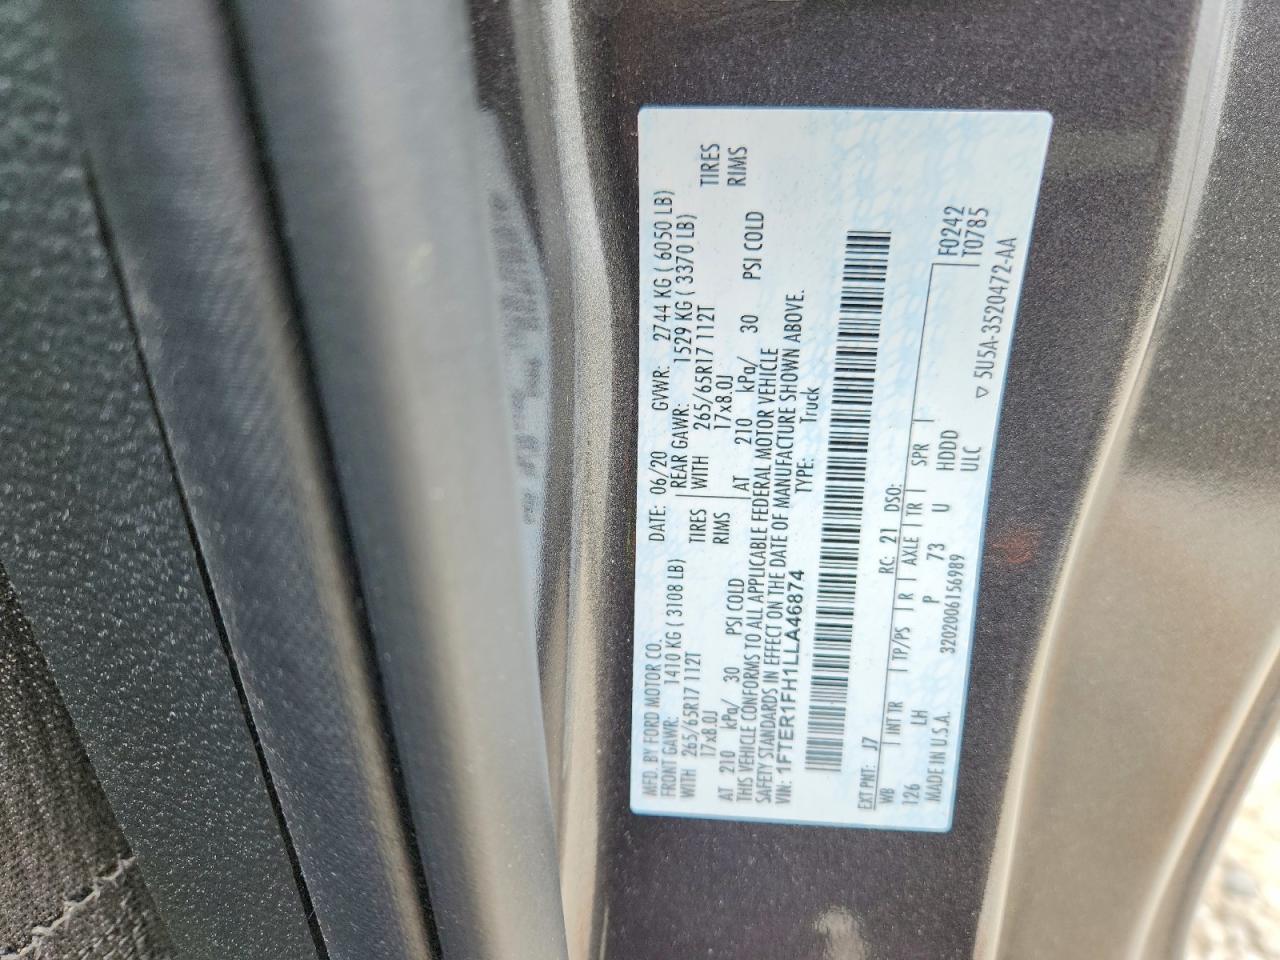 MFD. BY FORD MOTOR CO.
DATE: 06/20 GVWR: 2744 KG ( 6050 LB)
FRONT GAWR: 1410 KG ( 3108 LB) REAR GAWR: 1529 KG ( 3370 LB)
WITH 265/65R17 112T TIRES WITH 265/65R17 112T TIRES
17x8.0J RIMS 17x8.0J RIMS
AT 210 kPa/ 30 PSI COLD AT 210 kPa/ 30 PSI COLD
THIS VEHICLE CONFORMS TO ALL APPLICABLE FEDERAL MOTOR VEHICLE
SAFETY STANDARDS IN EFFECT ON THE DATE OF MANUFACTURE SHOWN ABOVE.
VIN: 1FTER1FH1LLA46874 TYPE: Truck
EXT PNT: J7 RC: 21 DSO:
WB INT TR TP/PS R AXLE TR SPR F0242
126 LH P 73 U HDDD T0785
MADE IN U.S.A. 3202006156989 ULC ▽ 5U5A-3520472-AA